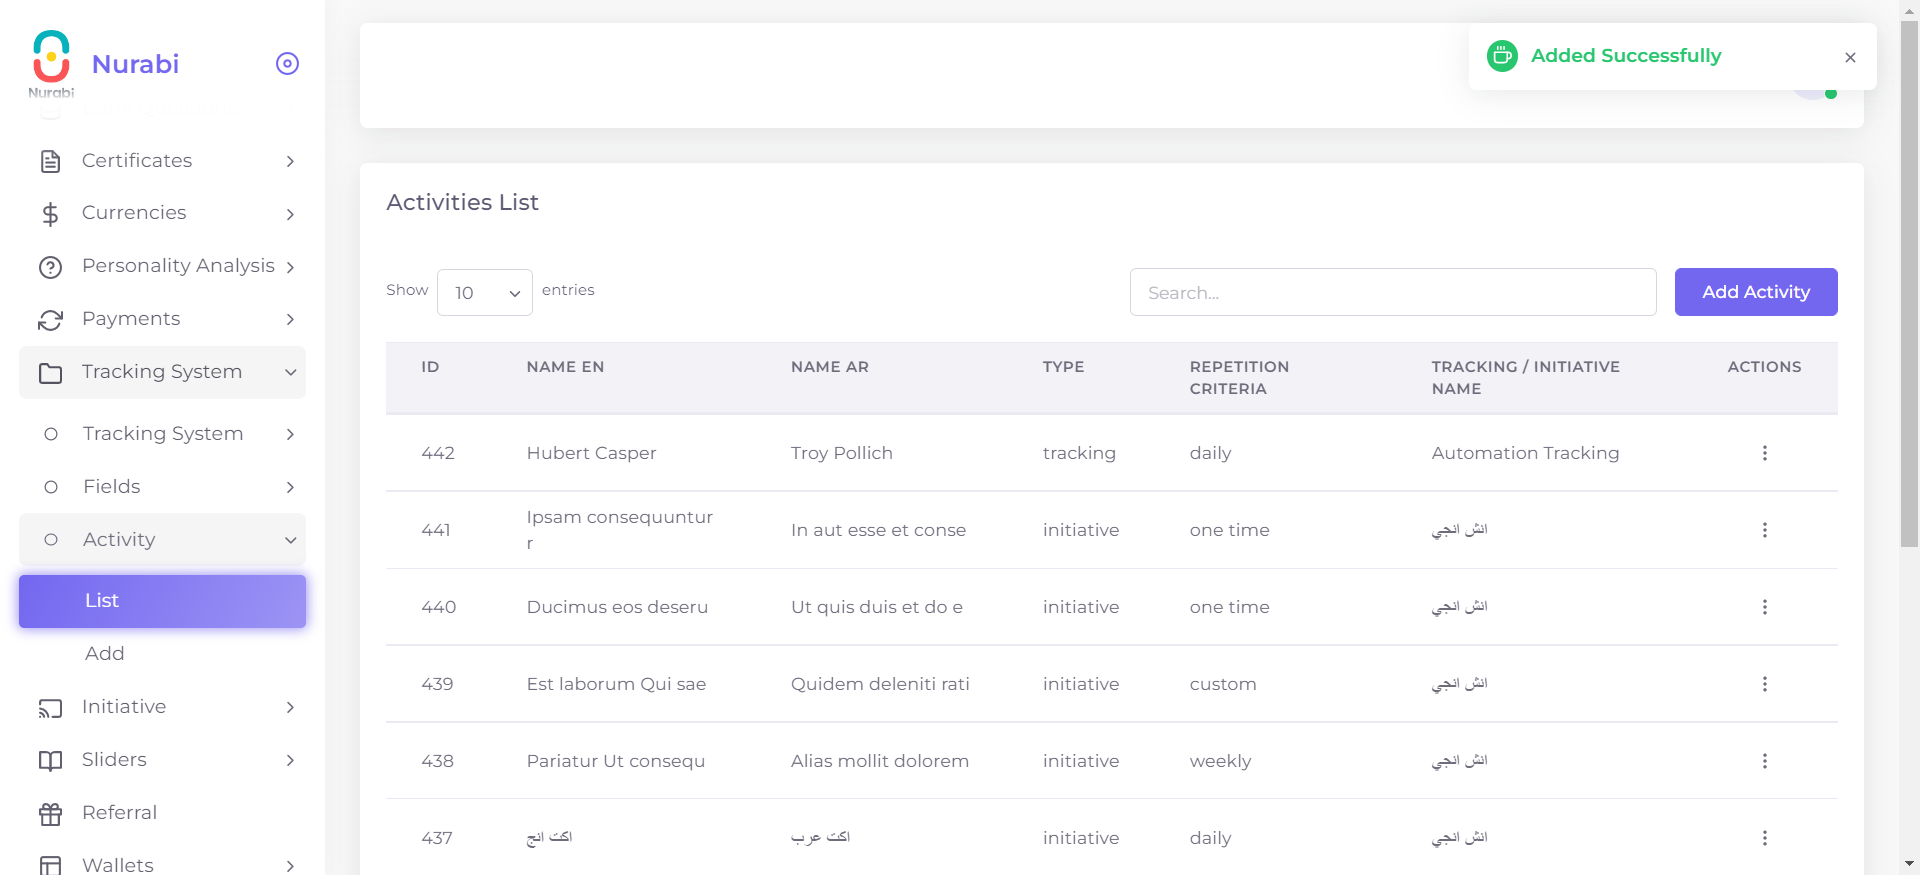 Nurabi
Nurabi
Certificates
Currencies
Personality Analysis
Payments
Tracking System
Tracking System
Fields
Activity
List
Add
Initiative
Sliders
Referral
Wallets
Added Successfully
Activities List
Show 10 entries
Search...
Add Activity
ID NAME EN NAME AR TYPE REPETITION CRITERIA TRACKING / INITIATIVE NAME ACTIONS
442 Hubert Casper Troy Pollich tracking daily Automation Tracking
441 Ipsam consequuntur r In aut esse et conse initiative one time انش انجي
440 Ducimus eos deseru Ut quis duis et do e initiative one time انش انجي
439 Est laborum Qui sae Quidem deleniti rati initiative custom انش انجي
438 Pariatur Ut consequ Alias mollit dolorem initiative weekly انش انجي
437 اكت انج اكت عرب initiative daily انش انجي